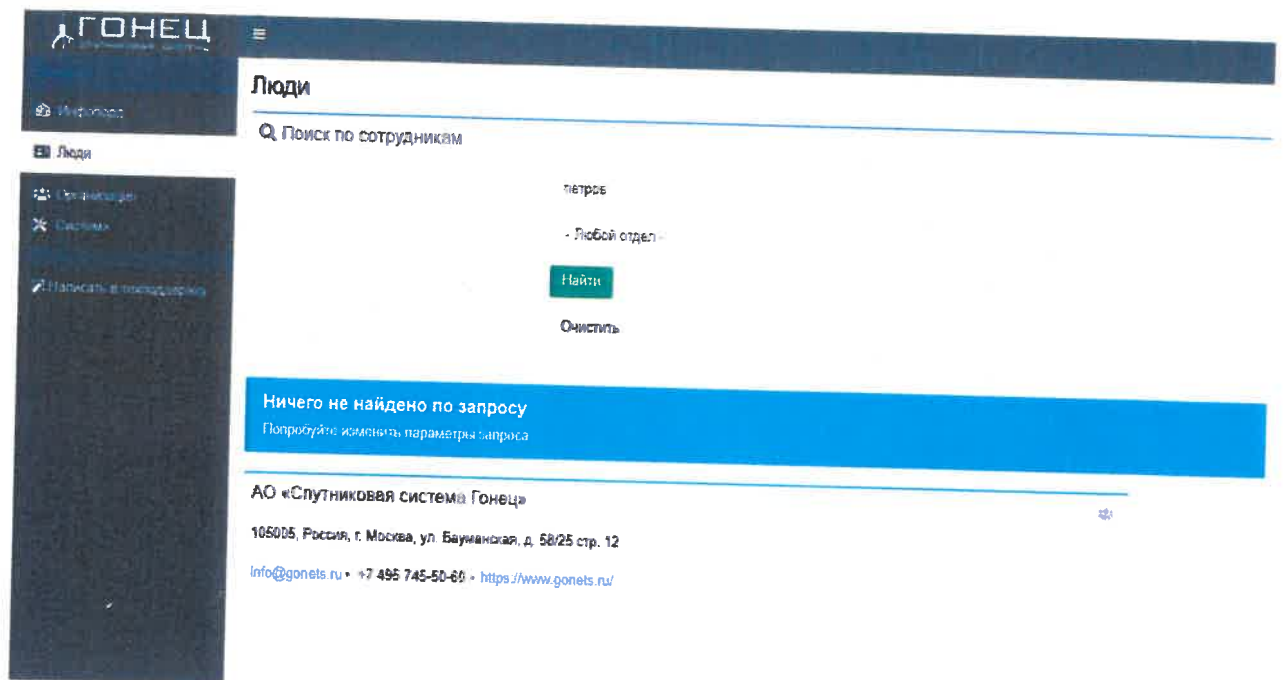 ГОНЕЦ
Люди
Поиск по сотрудникам
Люди
петров
- Любой отдел -
Найти
Написать в техподдержку
Очистить
Ничего не найдено по запросу
Попробуйте изменить параметры запроса
АО «Спутниковая система Гонец»
105005, Россия, г. Москва, ул. Бауманская, д. 58/25 стр. 12
info@gonets.ru • +7 495 745-50-60 • https://www.gonets.ru/